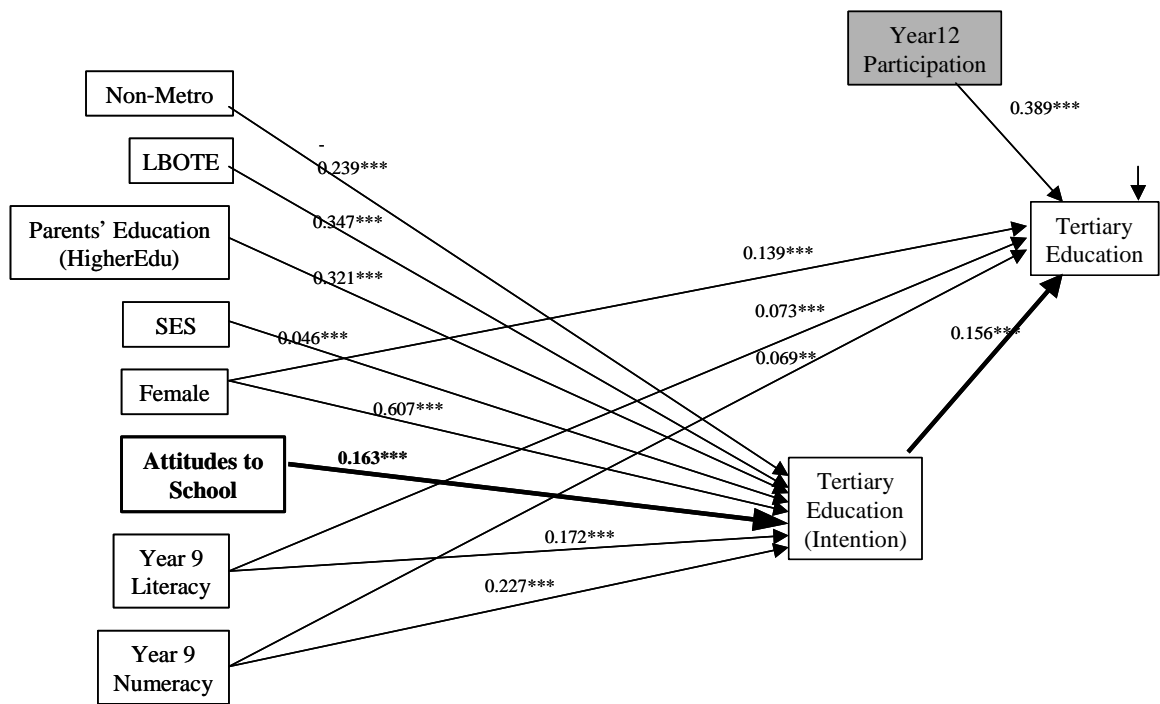 Year12
Participation
0.389***
Non-Metro
-
0.239***
LBOTE
0.347***
Parents’ Education
(HigherEdu)
0.321***
Tertiary
Education
0.139***
SES
0.046***
0.073***
0.156***
0.069**
Female
0.607***
Attitudes to
School
0.163***
Tertiary
Education
(Intention)
Year 9
Literacy
0.172***
0.227***
Year 9
Numeracy